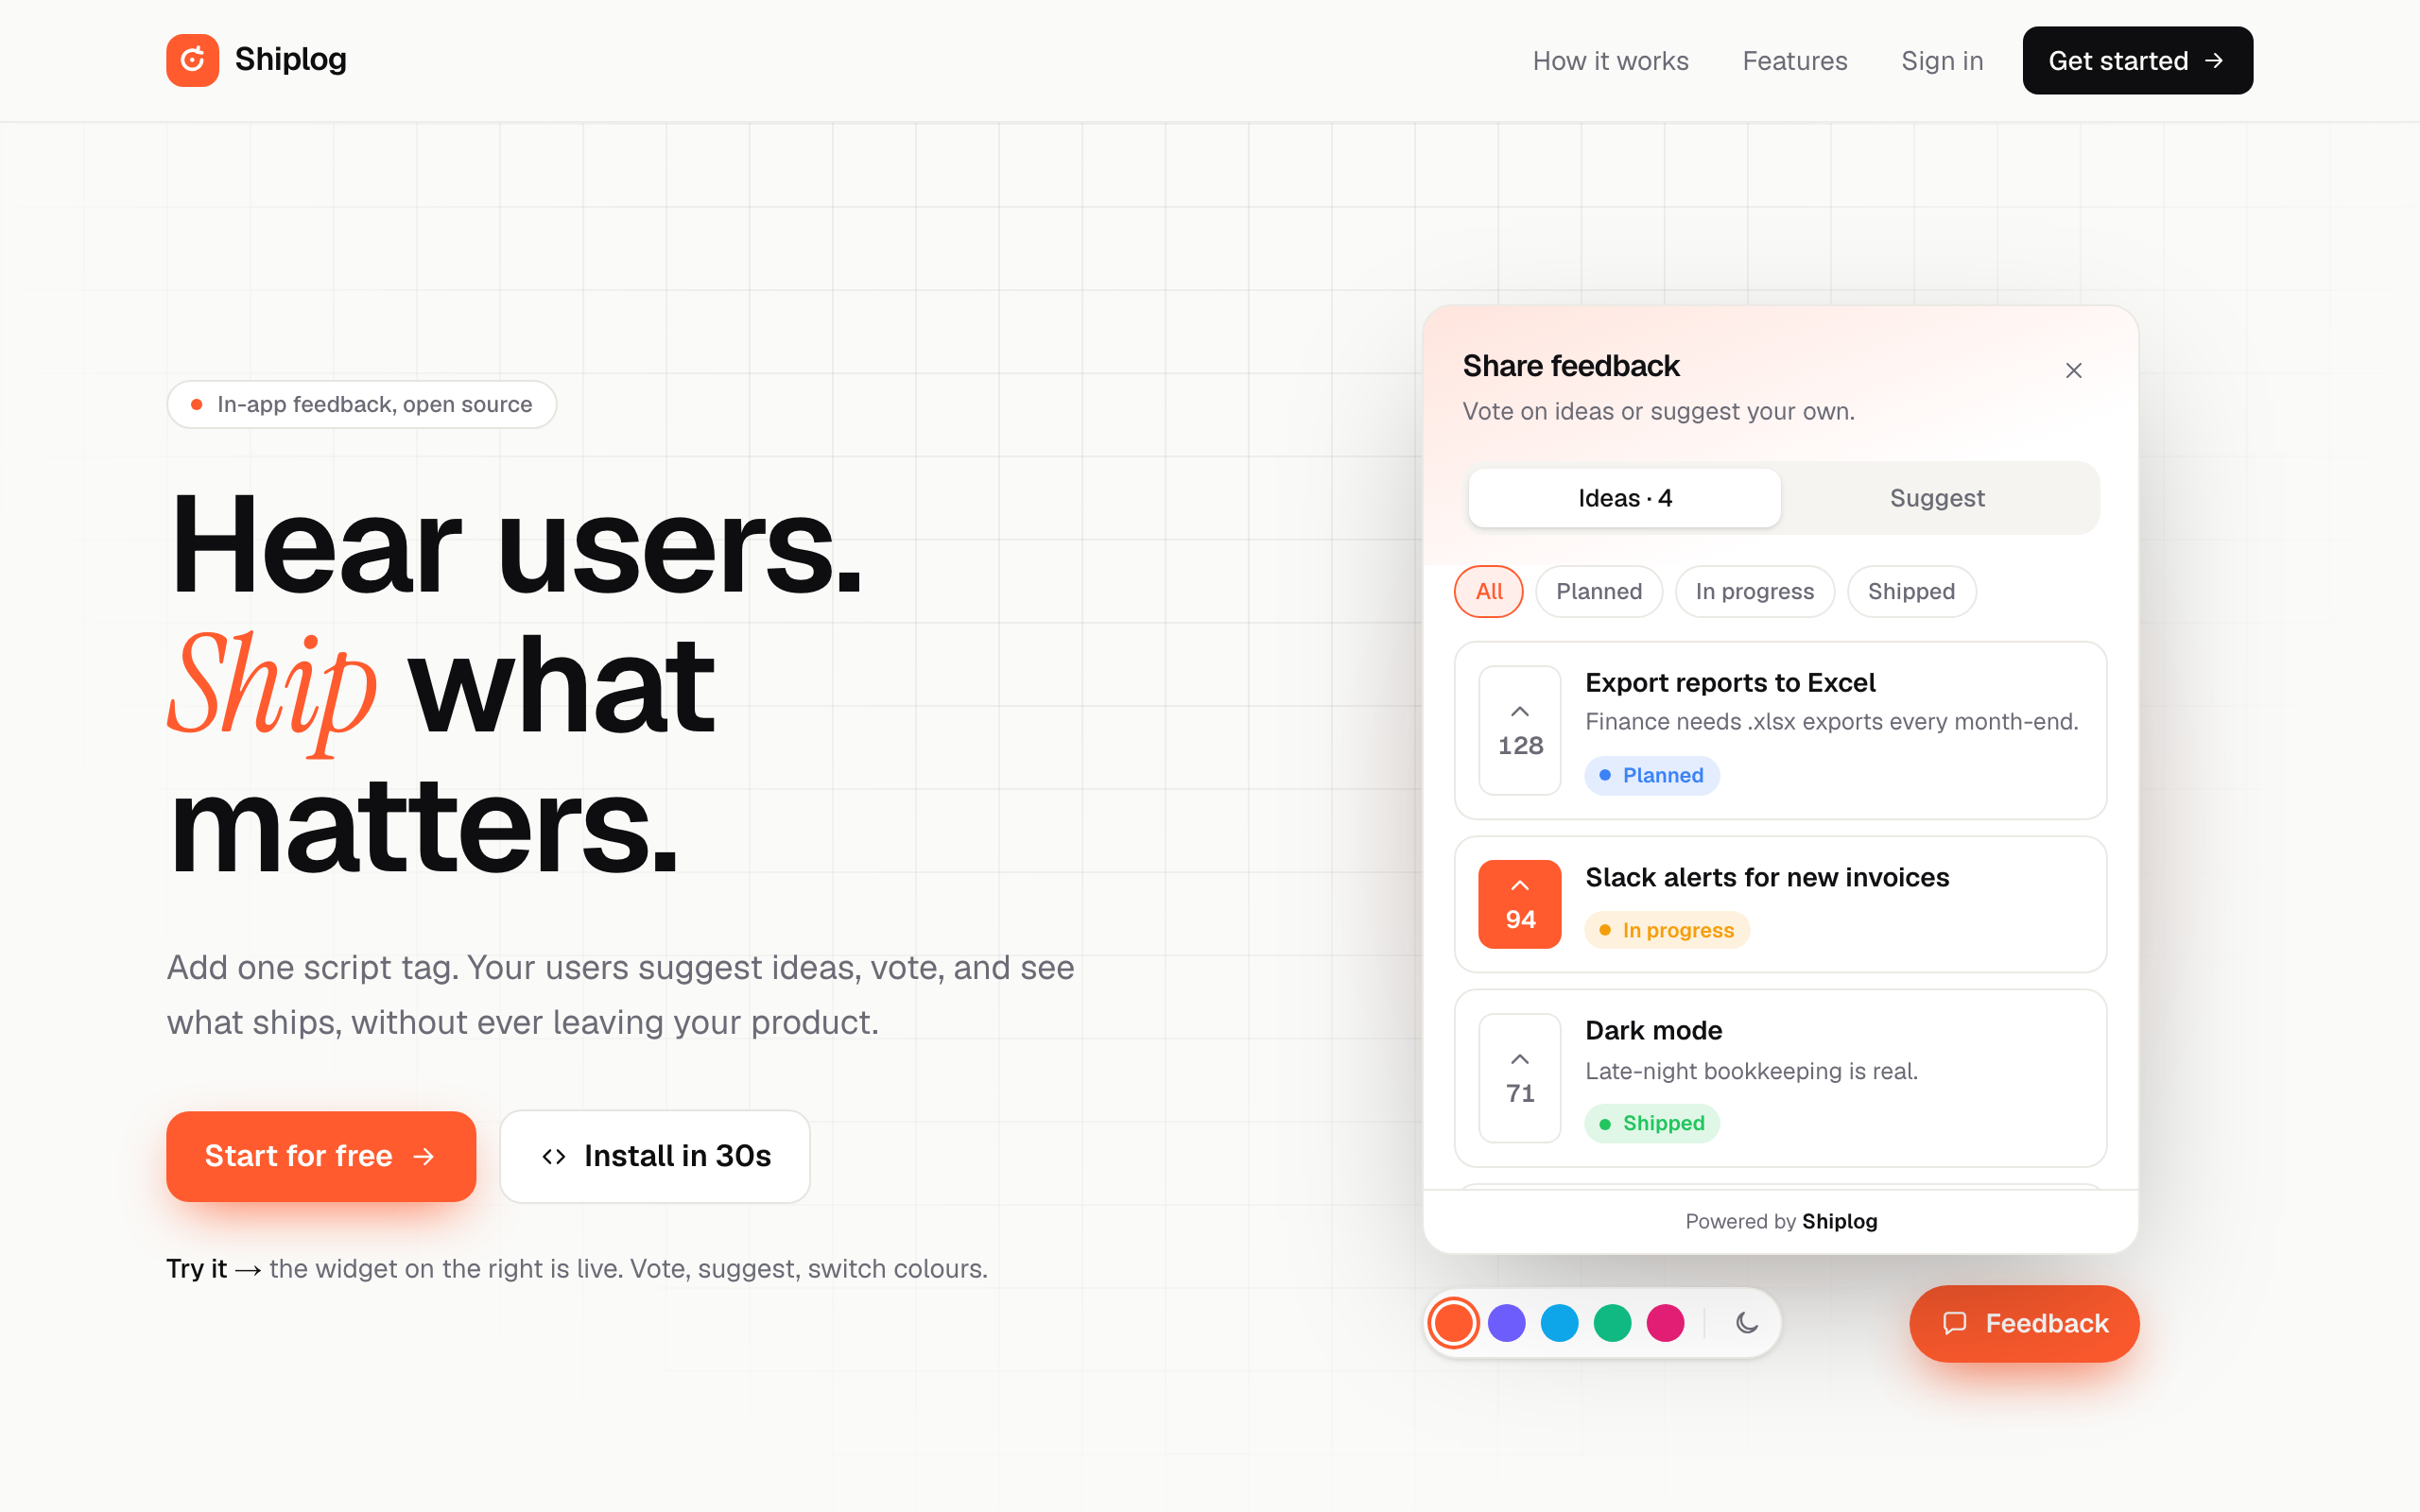 Shiplog
How it works
Features
Sign in
Get started →
In-app feedback, open source
Hear users.
Ship what
matters.
Add one script tag. Your users suggest ideas, vote, and see
what ships, without ever leaving your product.
Start for free →
Install in 30s
Try it → the widget on the right is live. Vote, suggest, switch colours.
Share feedback
Vote on ideas or suggest your own.
Ideas · 4
Suggest
All
Planned
In progress
Shipped
128
Export reports to Excel
Finance needs .xlsx exports every month-end.
Planned
94
Slack alerts for new invoices
In progress
71
Dark mode
Late-night bookkeeping is real.
Shipped
Powered by Shiplog
Feedback